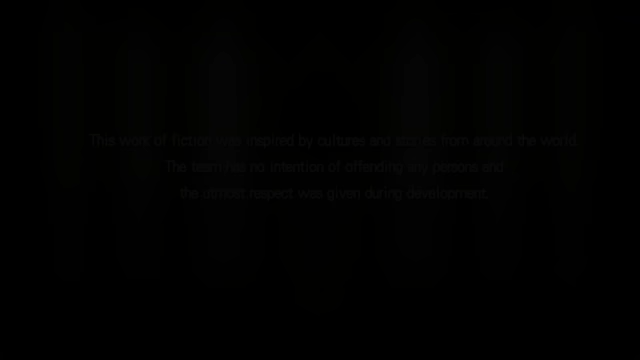 This work of fiction was inspired by cultures and stories from around the world.
The team has no intention of offending any persons and
the utmost respect was given during development.